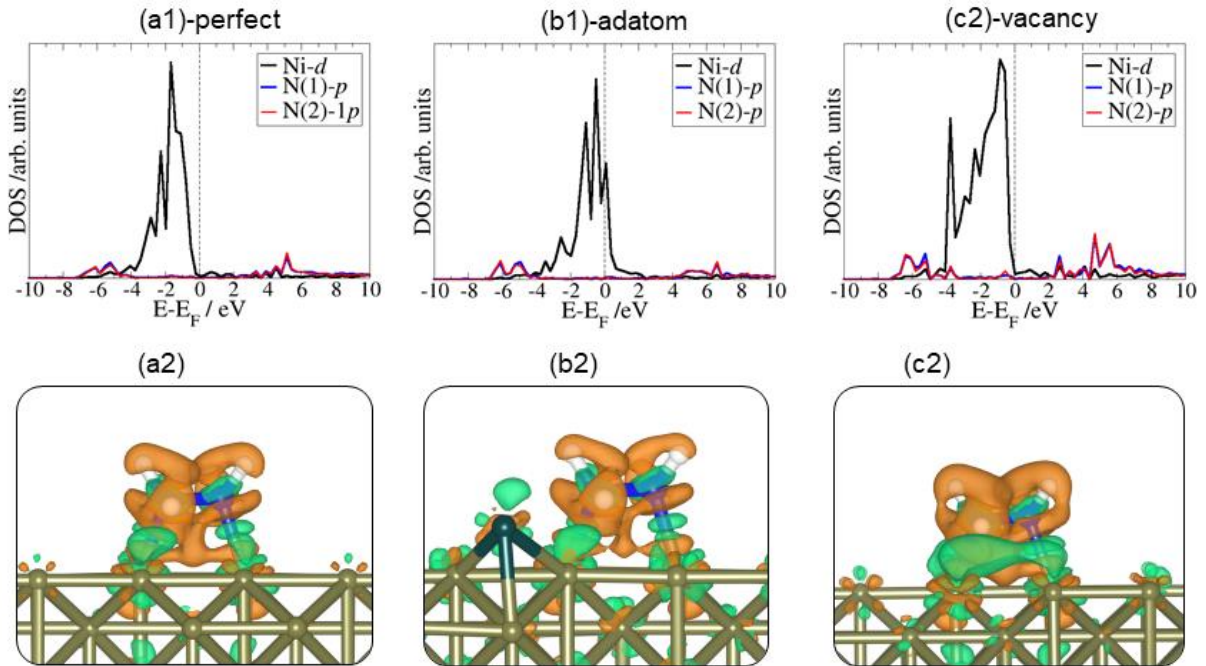 (a1)-perfect
(b1)-adatom
(c2)-vacancy
DOS /arb. units
Ni-d
N(1)-p
N(2)-1p
-10 -8 -6 -4 -2 0 2 4 6 8 10
E-E_F / eV
DOS /arb. units
Ni-d
N(1)-p
N(2)-p
-10 -8 -6 -4 -2 0 2 4 6 8 10
E-E_F /eV
DOS /arb. units
Ni-d
N(1)-p
N(2)-p
-10 -8 -6 -4 -2 0 2 4 6 8 10
E-E_F / eV
(a2)
(b2)
(c2)